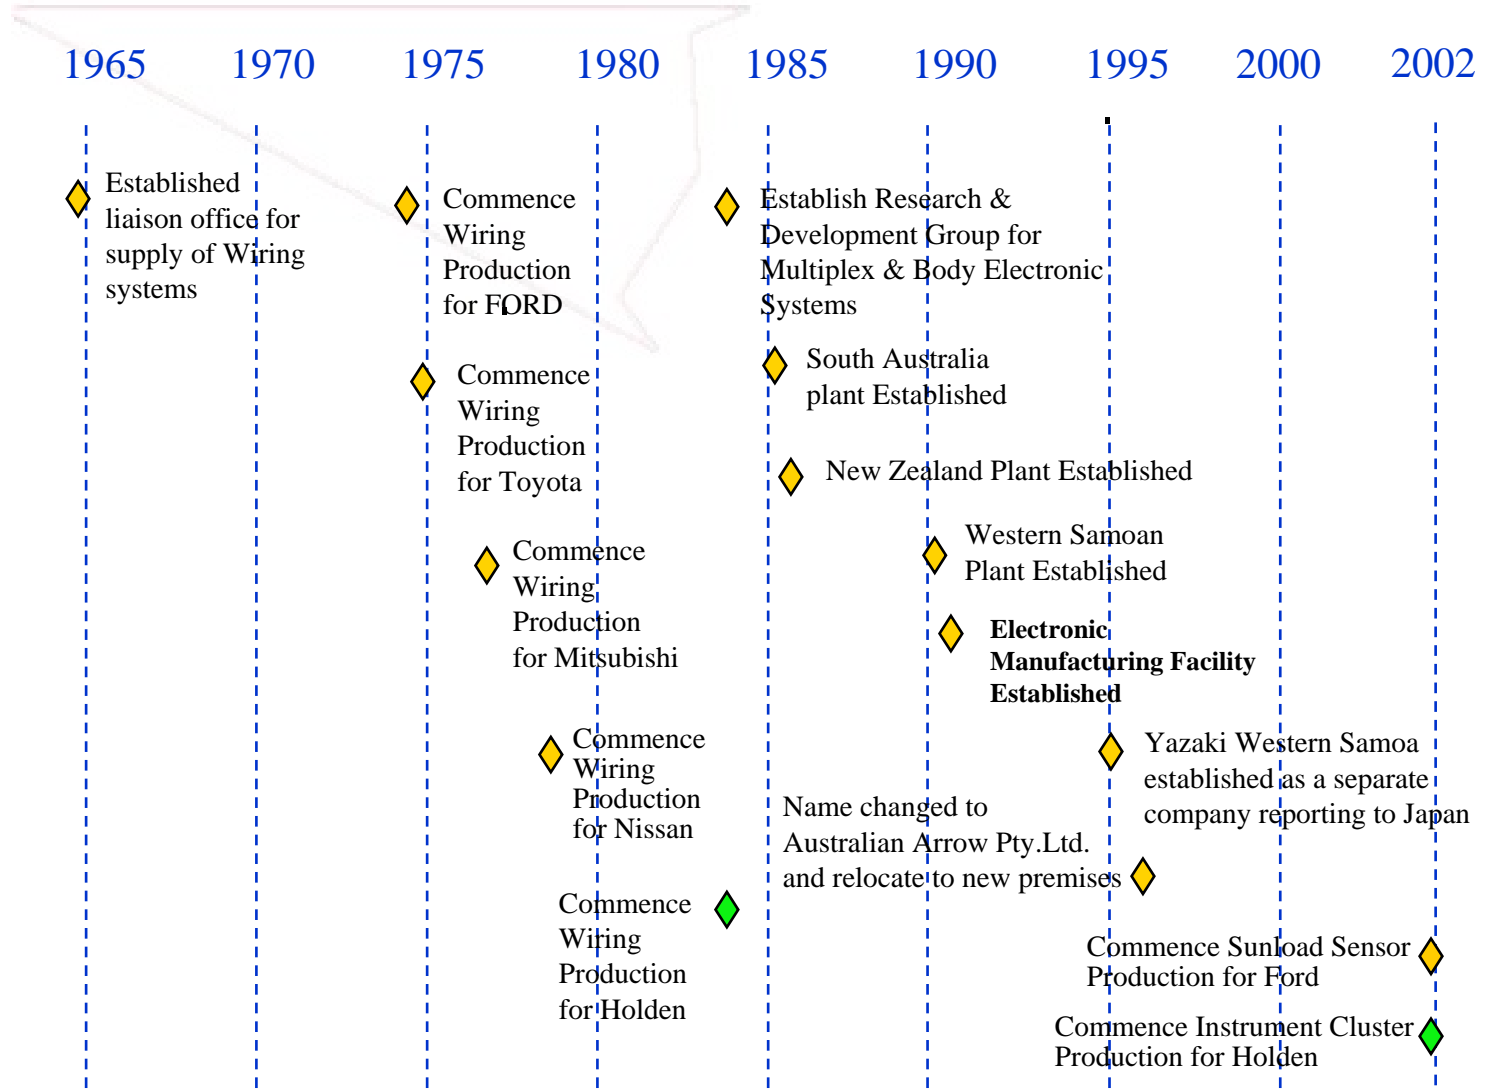 1965 1970 1975 1980 1985 1990 1995 2000 2002
Established
liaison office for
supply of Wiring
systems
Commence
Wiring
Production
for FORD
Establish Research &
Development Group for
Multiplex & Body Electronic
Systems
Commence
Wiring
Production
for Toyota
South Australia
plant Established
New Zealand Plant Established
Commence
Wiring
Production
for Mitsubishi
Western Samoan
Plant Established
Electronic
Manufacturing Facility
Established
Commence
Wiring
Production
for Nissan
Yazaki Western Samoa
established as a separate
company reporting to Japan
Name changed to
Australian Arrow Pty.Ltd.
and relocate to new premises
Commence
Wiring
Production
for Holden
Commence Sunload Sensor
Production for Ford
Commence Instrument Cluster
Production for Holden